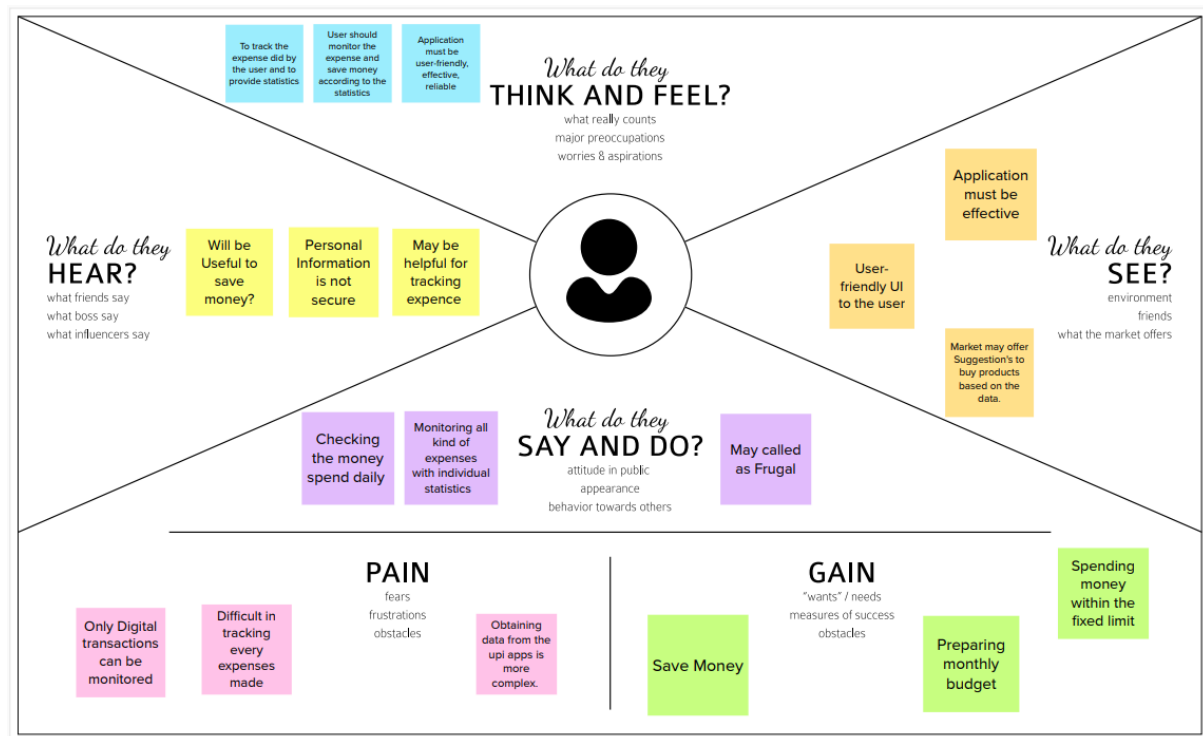 To track the
expense did by
the user and to
provide statistics
User should
monitor the
expense and
save money
according to the
statistics
Application
must be
user-friendly,
effective,
reliable
What do they
THINK AND FEEL?
what really counts
major preoccupations
worries & aspirations
What do they
HEAR?
what friends say
what boss say
what influencers say
Will be
Useful to
save
money?
Personal
Information
is not
secure
May be
helpful for
tracking
expence
Application
must be
effective
User-
friendly UI
to the user
Market may offer
Suggestion's to
buy products
based on the
data.
What do they
SEE?
environment
friends
what the market offers
Checking
the money
spend daily
Monitoring all
kind of
expenses
with individual
statistics
What do they
SAY AND DO?
attitude in public
appearance
behavior towards others
May called
as Frugal
PAIN
fears
frustrations
obstacles
Only Digital
transactions
can be
monitored
Difficult in
tracking
every
expenses
made
Obtaining
data from the
upi apps is
more
complex.
GAIN
"wants" / needs
measures of success
obstacles
Save Money
Preparing
monthly
budget
Spending
money
within the
fixed limit